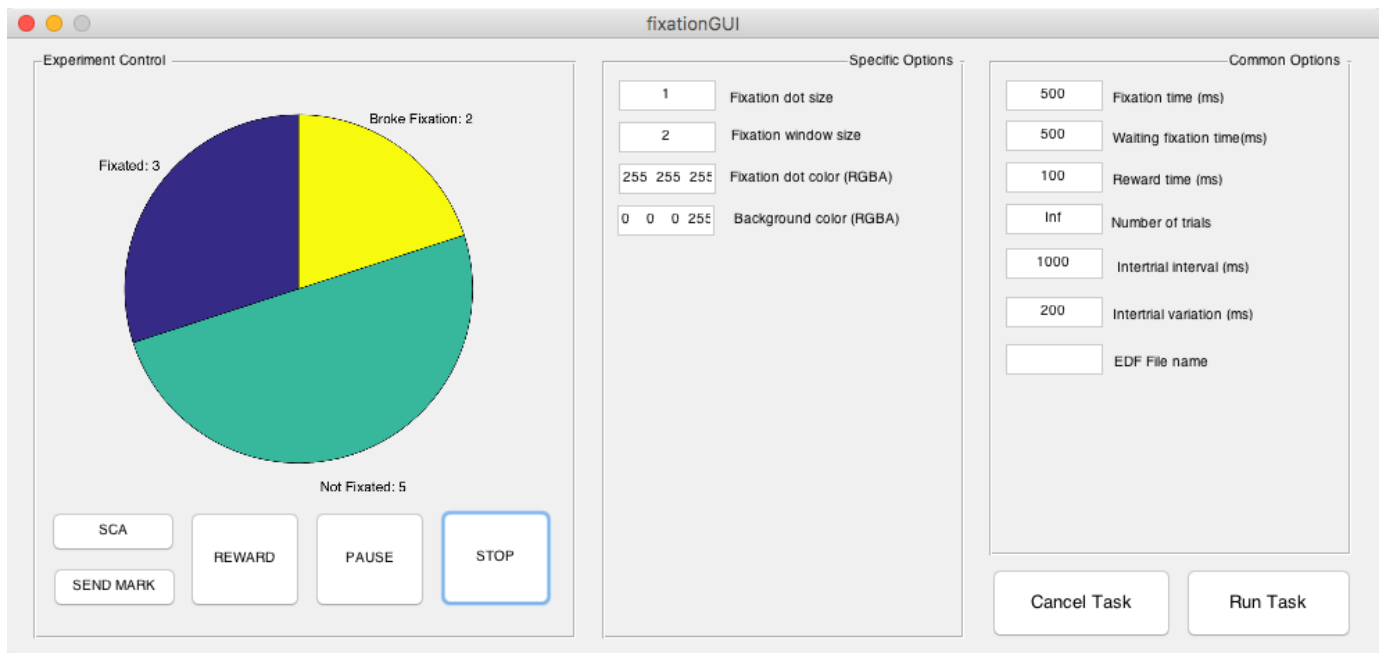 fixationGUI
Experiment Control
Broke Fixation: 2
Fixated: 3
Not Fixated: 5
SCA
SEND MARK
REWARD
PAUSE
STOP
Specific Options
1 Fixation dot size
2 Fixation window size
255 255 255 Fixation dot color (RGBA)
0 0 0 255 Background color (RGBA)
Common Options
500 Fixation time (ms)
500 Waiting fixation time(ms)
100 Reward time (ms)
Inf Number of trials
1000 Intertrial interval (ms)
200 Intertrial variation (ms)
EDF File name
Cancel Task
Run Task